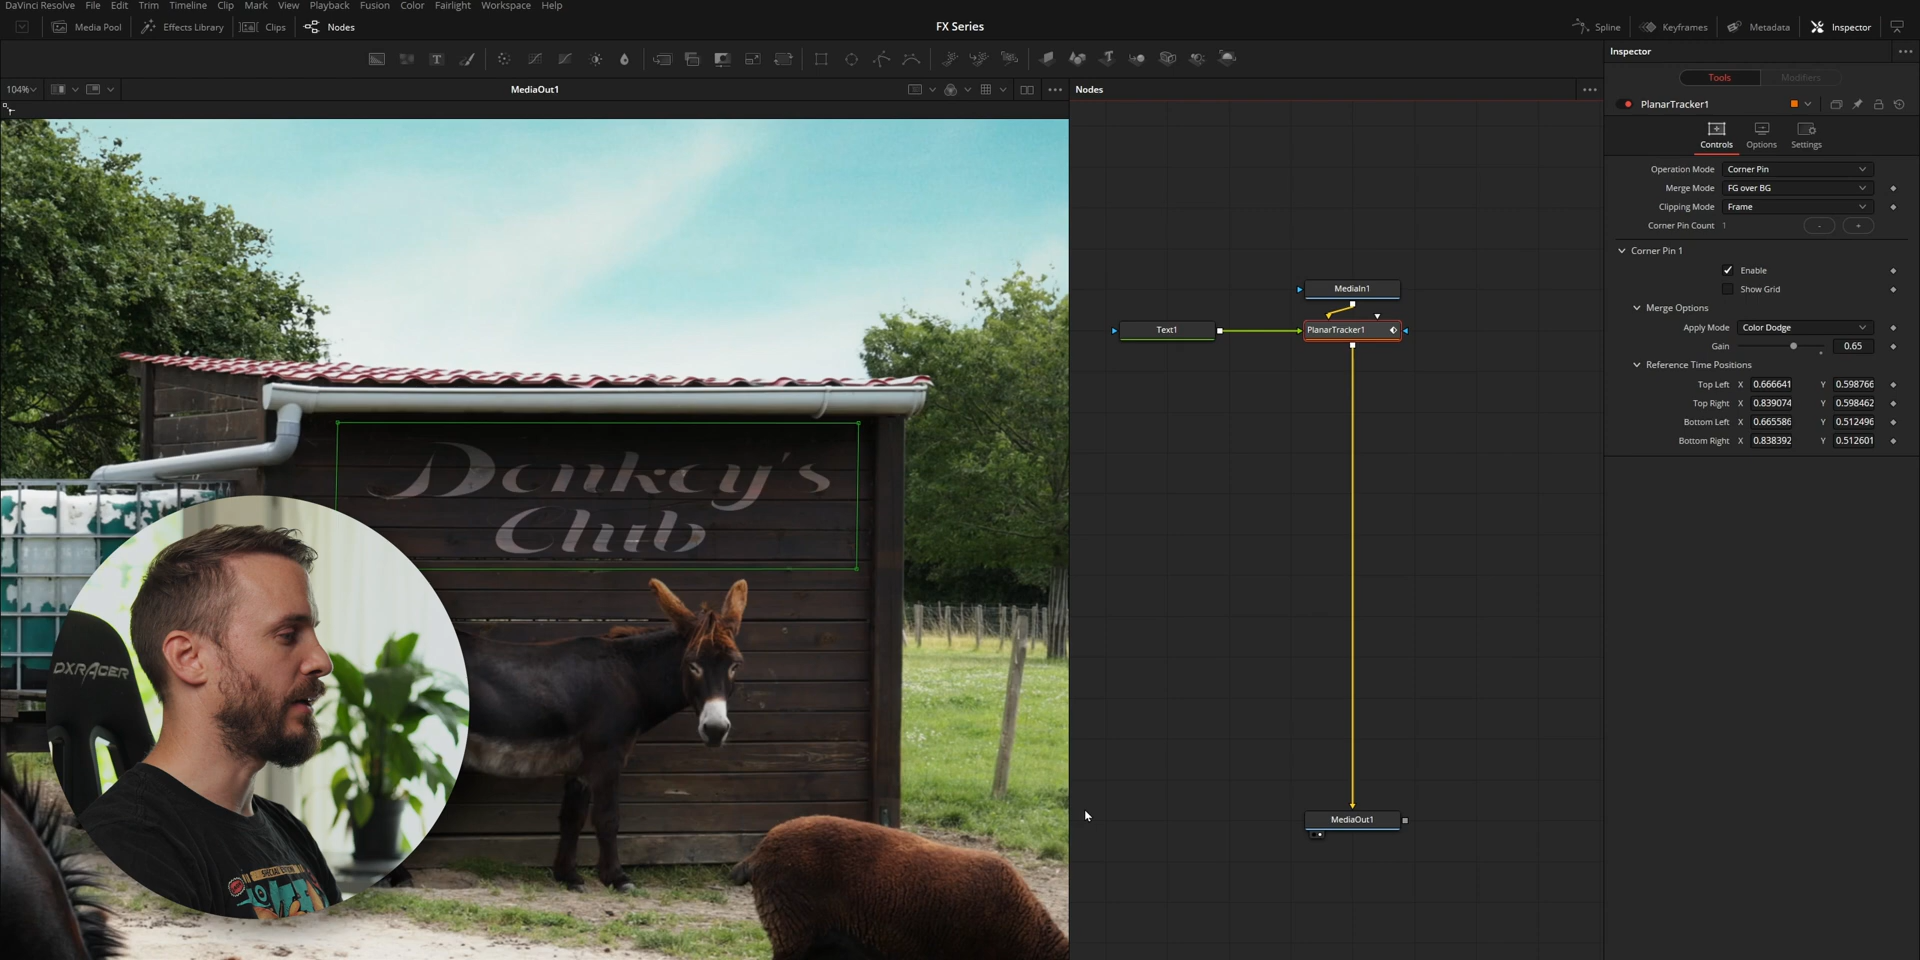 DaVinci Resolve File Edit Trim Timeline Clip Mark View Playback Fusion Color Fairlight Workspace Help
Media Pool Effects Library Clips Nodes FX Series Spline Keyframes Metadata Inspector
Inspector
Tools Modifiers
104% MediaOut1 Nodes
PlanarTracker1
Controls Options Settings
Operation Mode Corner Pin
Merge Mode FG over BG
Clipping Mode Frame
Corner Pin Count 1 - +
Corner Pin 1
Enable
Show Grid
Merge Options
Apply Mode Color Dodge
Gain 0.65
Reference Time Positions
Top Left X 0.666641 Y 0.598766
Top Right X 0.839074 Y 0.598462
Bottom Left X 0.665586 Y 0.512496
Bottom Right X 0.838392 Y 0.512601
MediaIn1
Text1 PlanarTracker1
MediaOut1
Donkey's
Club
DXRACER
SPECIAL EDITION